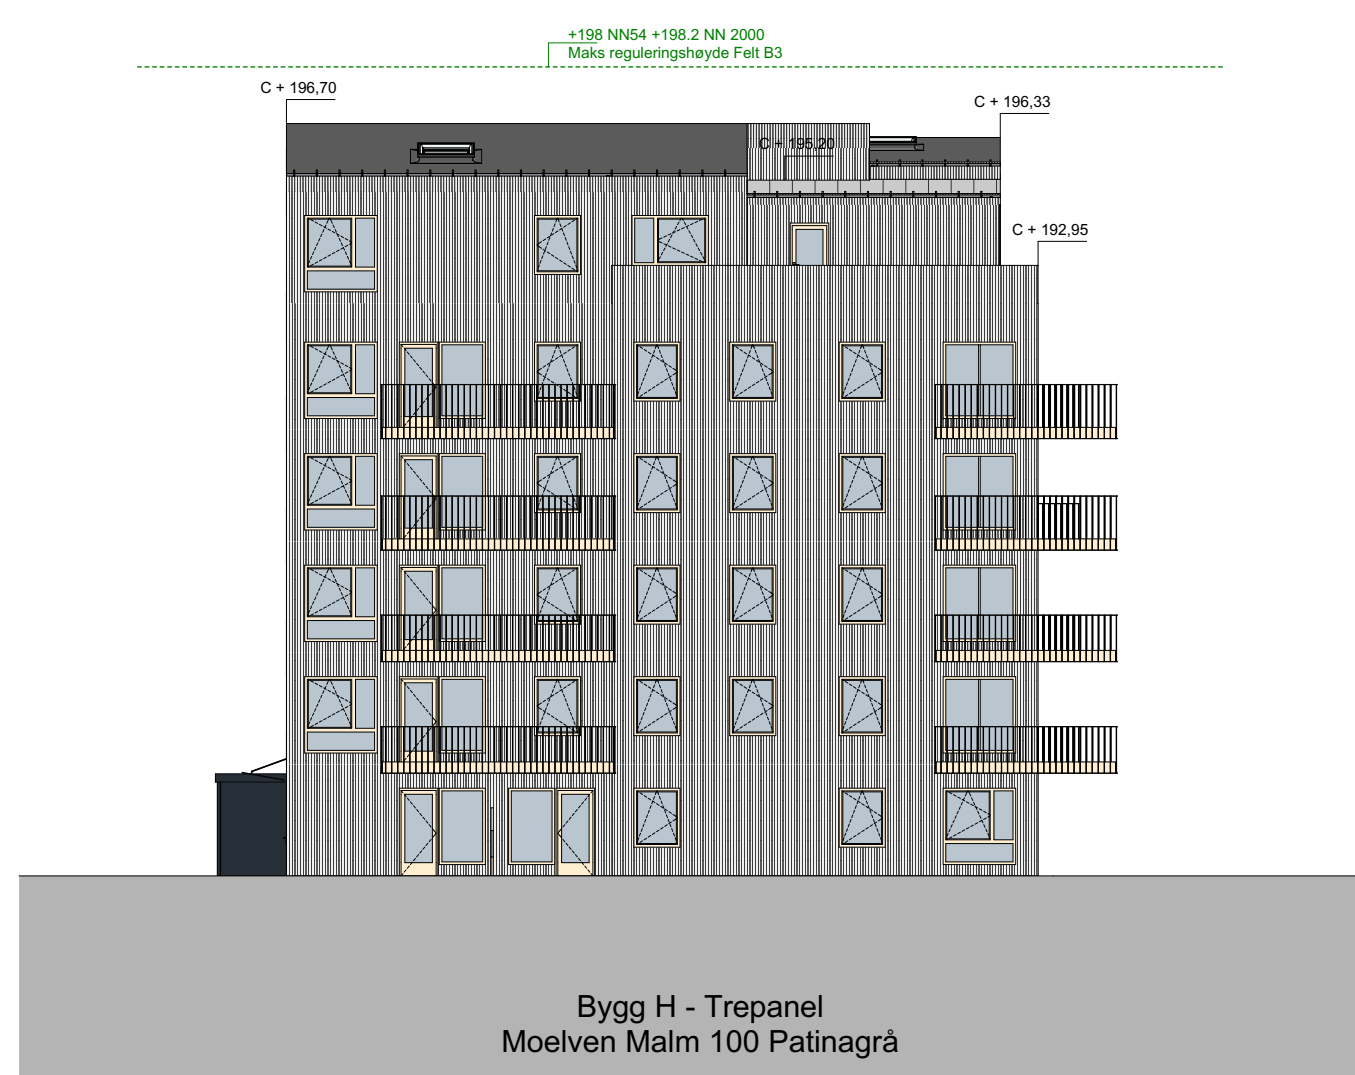 +198 NN54 +198.2 NN 2000
Maks reguleringshøyde Felt B3
C + 196,70
C + 196,33
C + 195,20
C + 192,95
Bygg H - Trepanel
Moelven Malm 100 Patinagrå